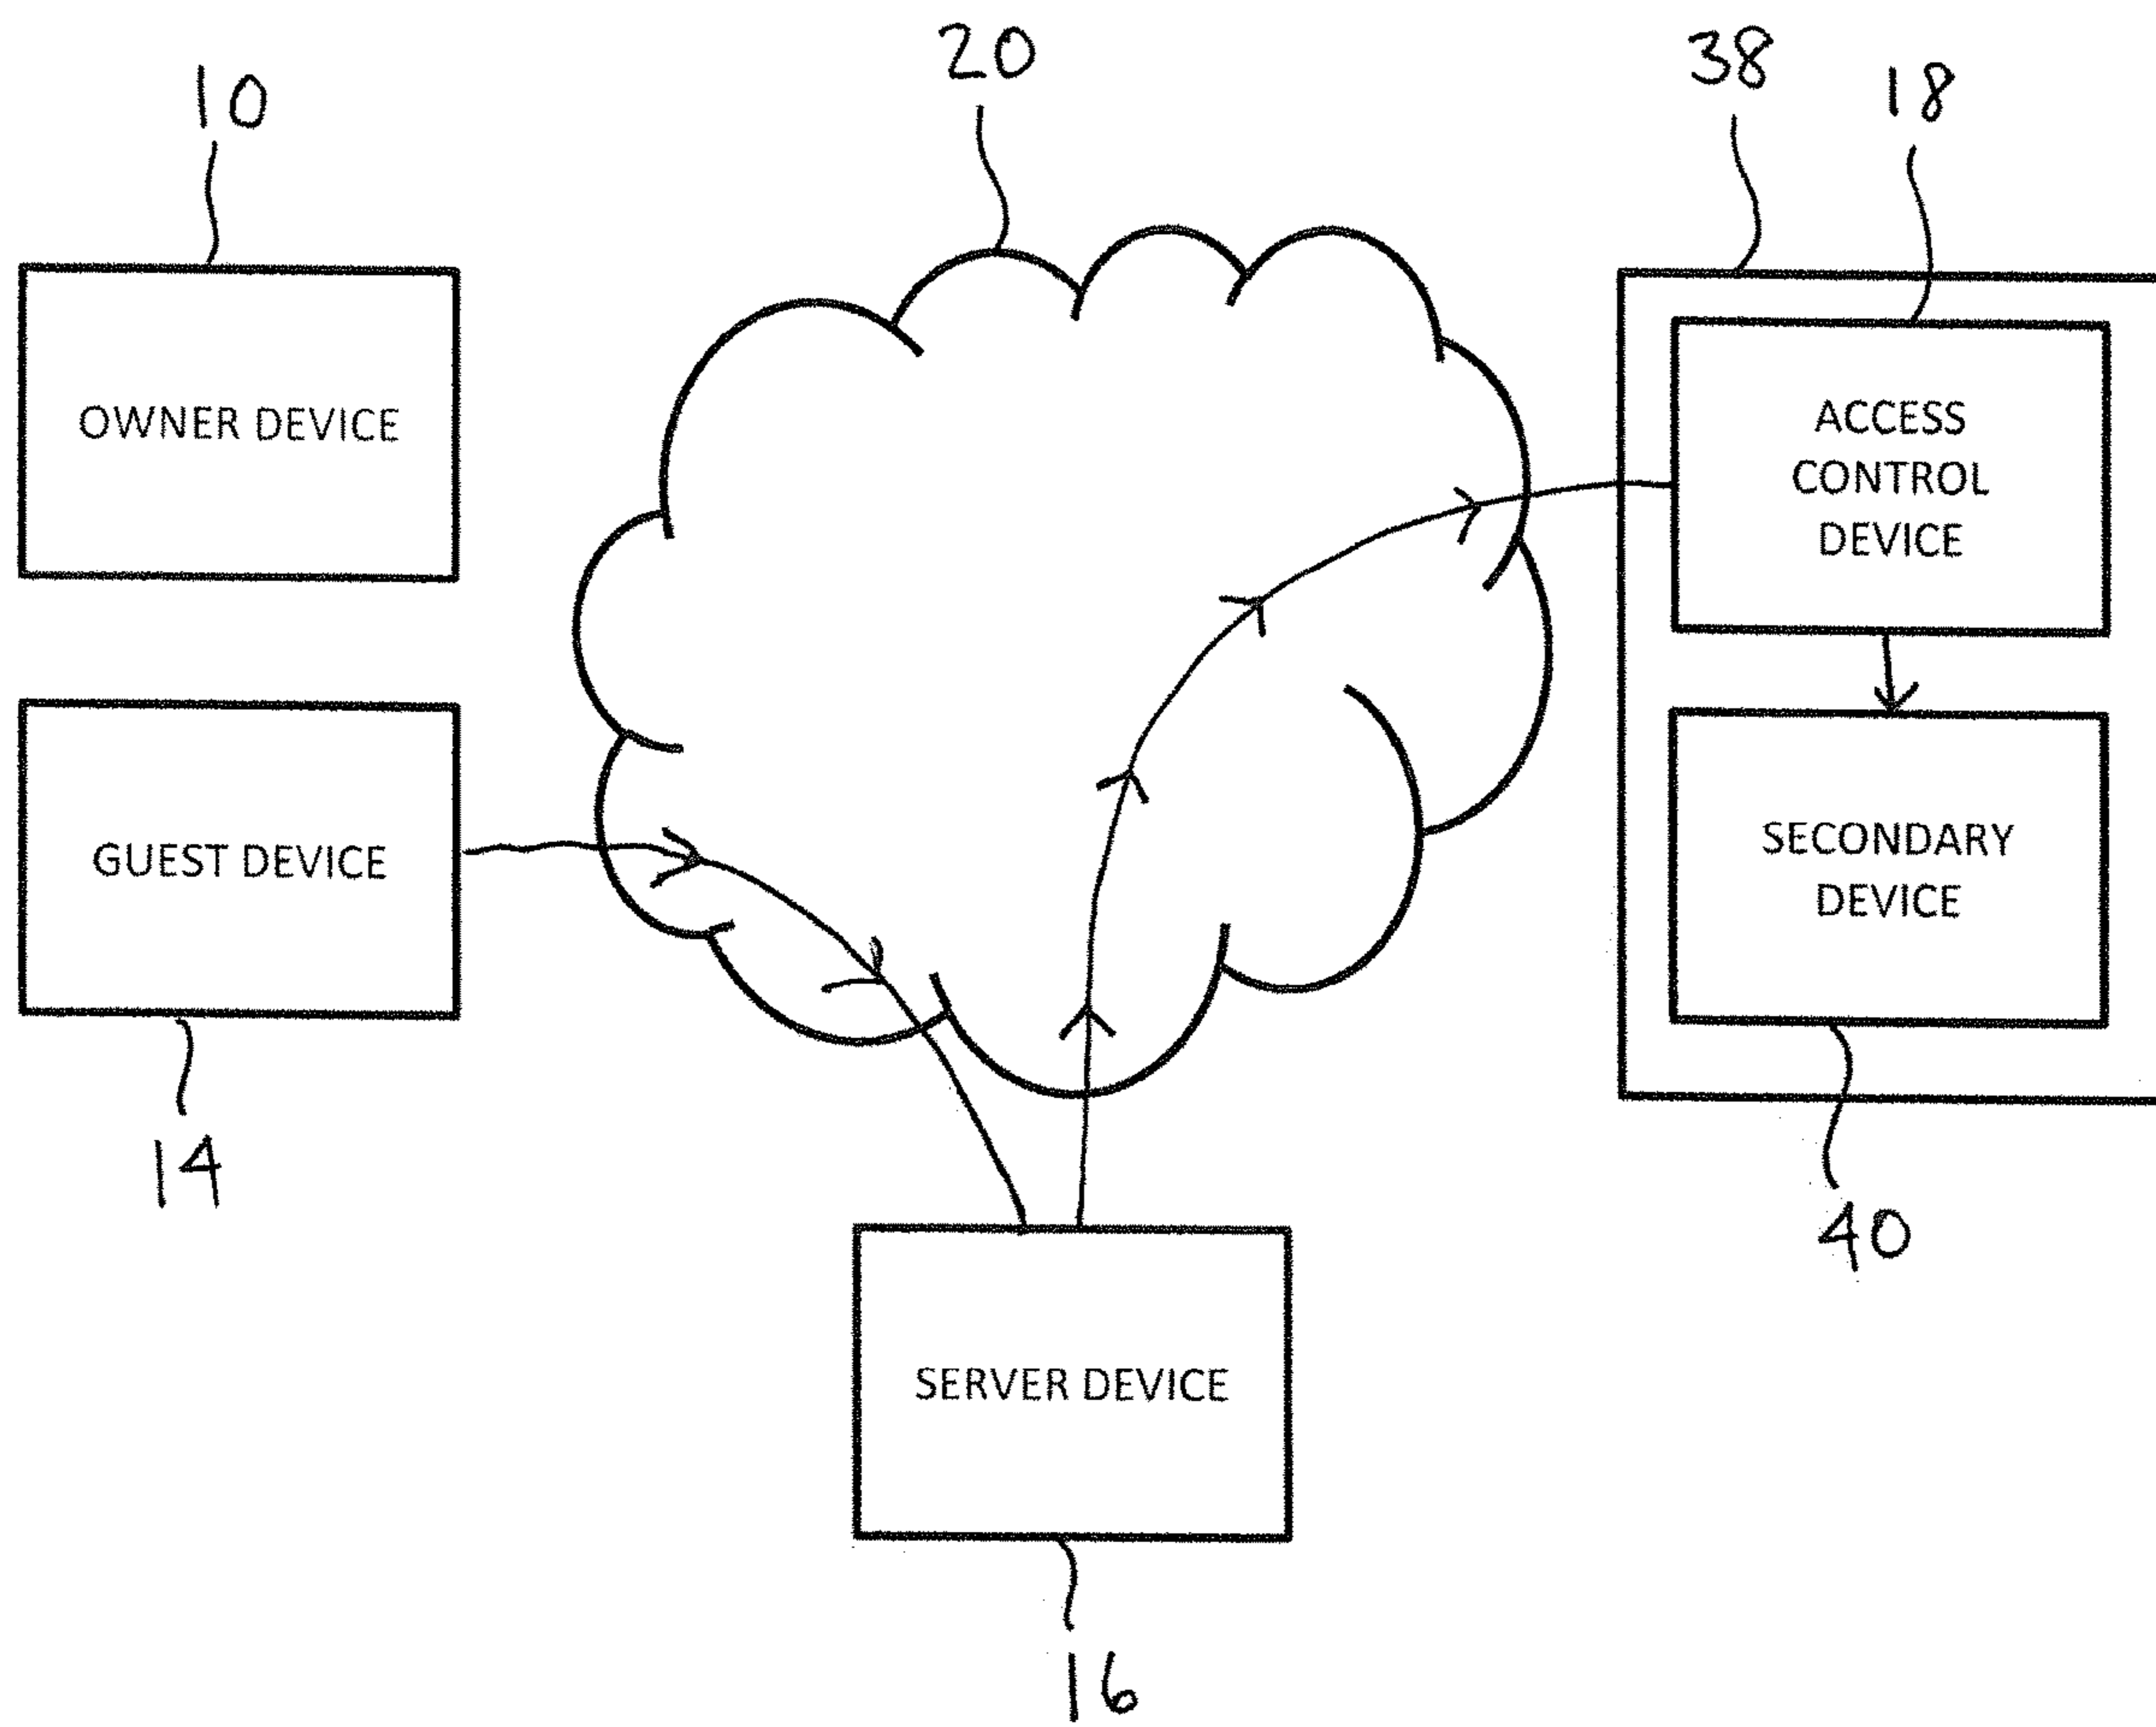 20
38
18
10
OWNER DEVICE
ACCESS
CONTROL
DEVICE
GUEST DEVICE
SECONDARY
DEVICE
14
40
SERVER DEVICE
16